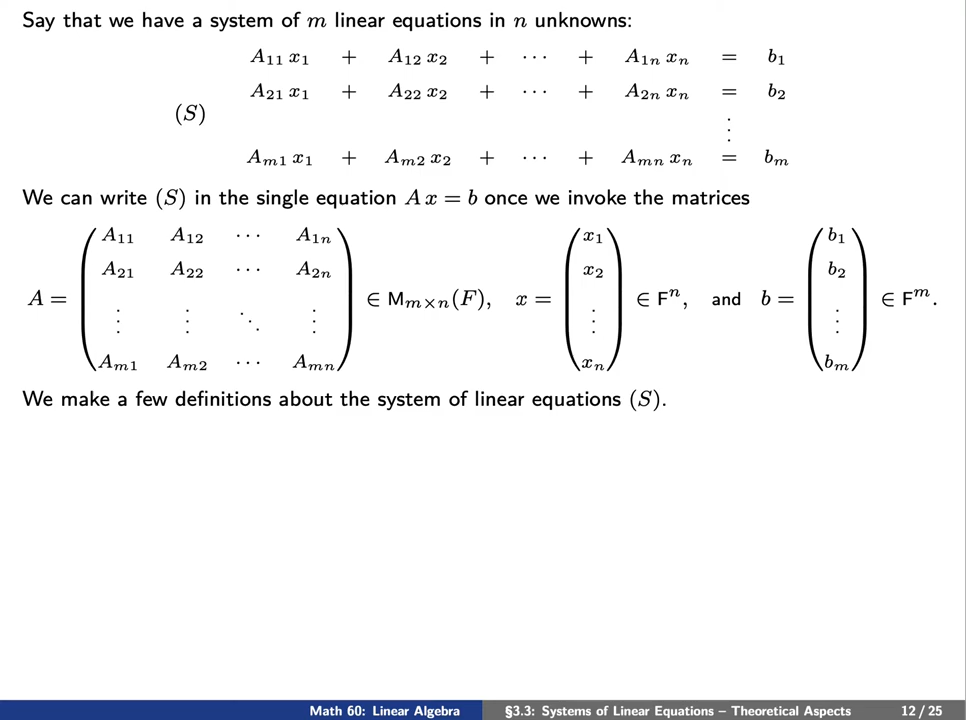 Say that we have a system of m linear equations in n unknowns:
A₁₁ x₁ + A₁₂ x₂ + ⋯ + A₁ₙ xₙ = b₁
A₂₁ x₁ + A₂₂ x₂ + ⋯ + A₂ₙ xₙ = b₂
(S)
⋮
Aₘ₁ x₁ + Aₘ₂ x₂ + ⋯ + Aₘₙ xₙ = bₘ
We can write (S) in the single equation A x = b once we invoke the matrices
A = ( A₁₁ A₁₂ ⋯ A₁ₙ ; A₂₁ A₂₂ ⋯ A₂ₙ ; ⋮ ⋮ ⋱ ⋮ ; Aₘ₁ Aₘ₂ ⋯ Aₘₙ ) ∈ Mₘ×ₙ(F), x = ( x₁ ; x₂ ; ⋮ ; xₙ ) ∈ Fⁿ, and b = ( b₁ ; b₂ ; ⋮ ; bₘ ) ∈ Fᵐ.
We make a few definitions about the system of linear equations (S).
Math 60: Linear Algebra §3.3: Systems of Linear Equations – Theoretical Aspects 12 / 25